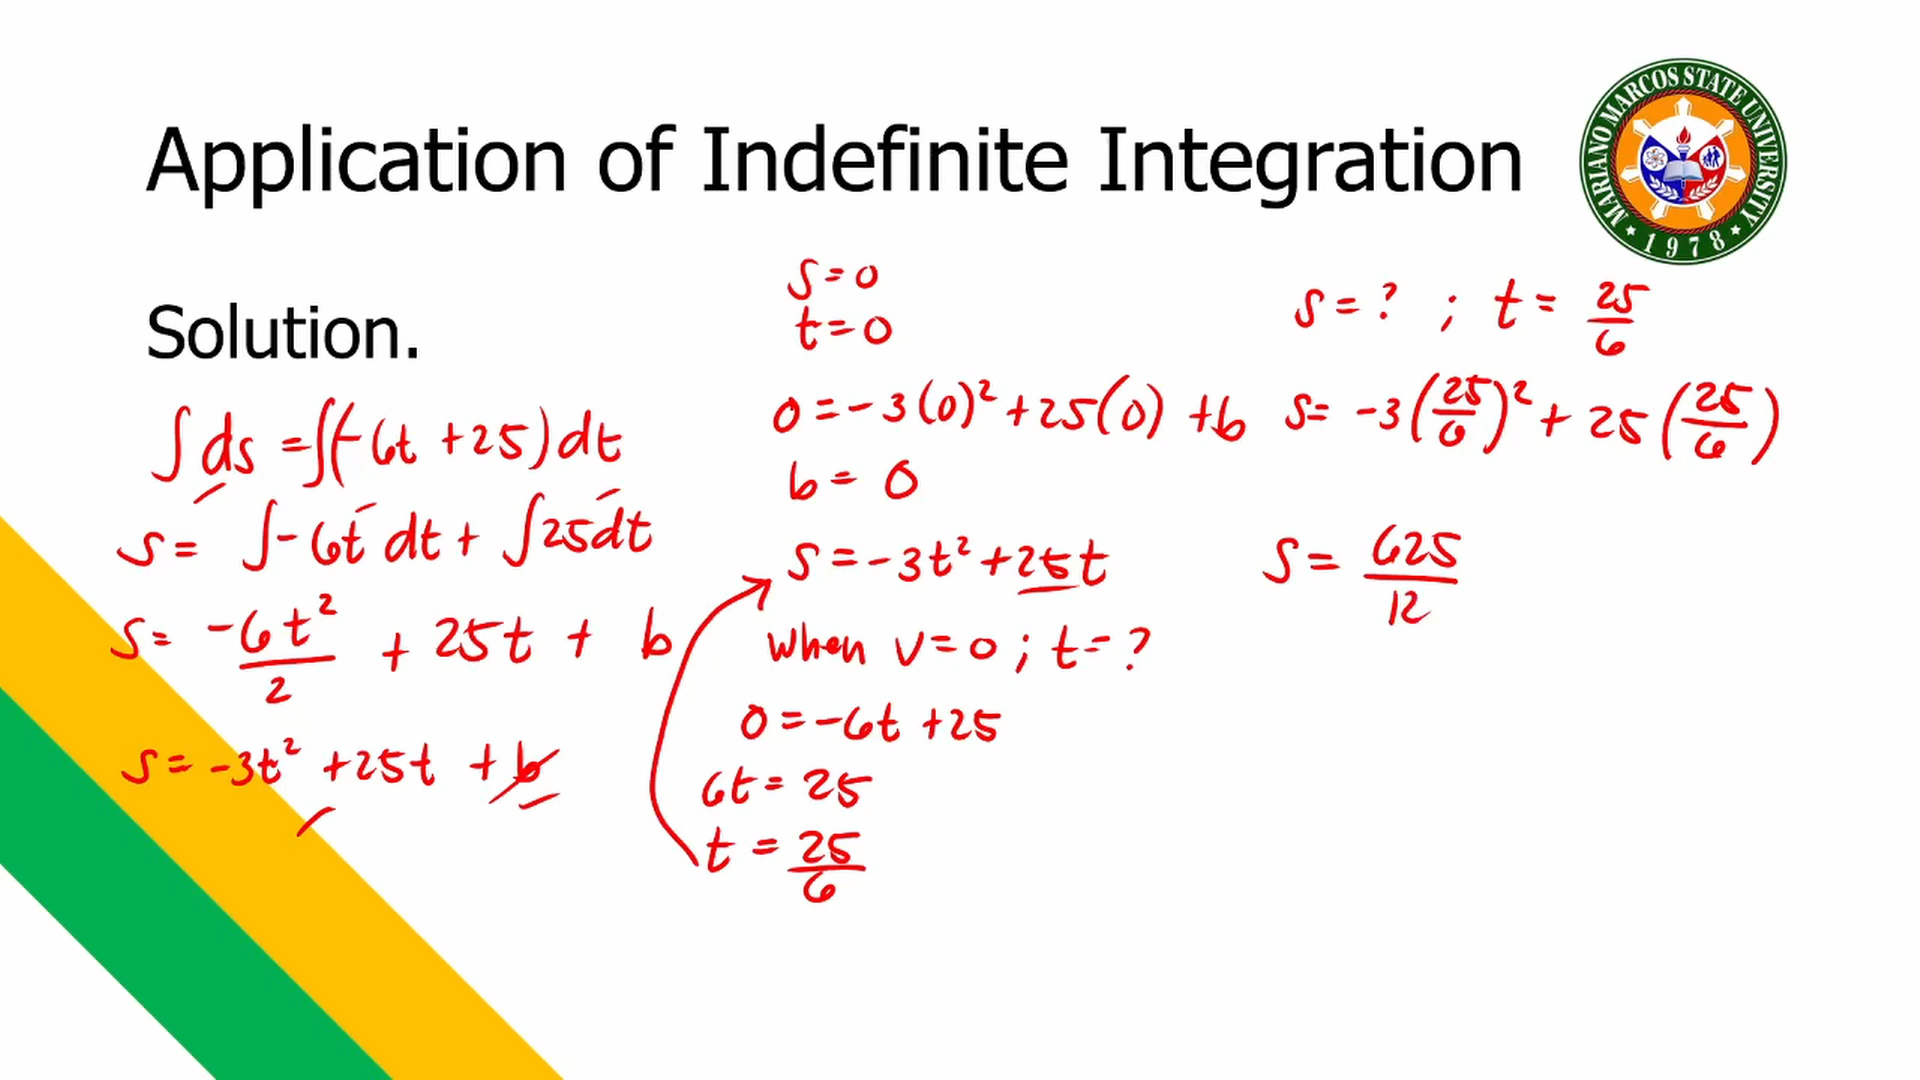 Application of Indefinite Integration
MARIANO MARCOS STATE UNIVERSITY
★ 1978 ★
Solution.
∫ds = ∫(-6t +25)dt
s = ∫-6t dt + ∫25dt
s = -6t²/2 + 25t + b
s = -3t² +25t + b
s=0
t=0
0 = -3(0)² +25(0) +b
b = 0
s = -3t² +25t
when v=0 ; t=?
0 = -6t +25
6t = 25
t = 25/6
s = ? ; t = 25/6
s = -3(25/6)² + 25(25/6)
s = 625/12